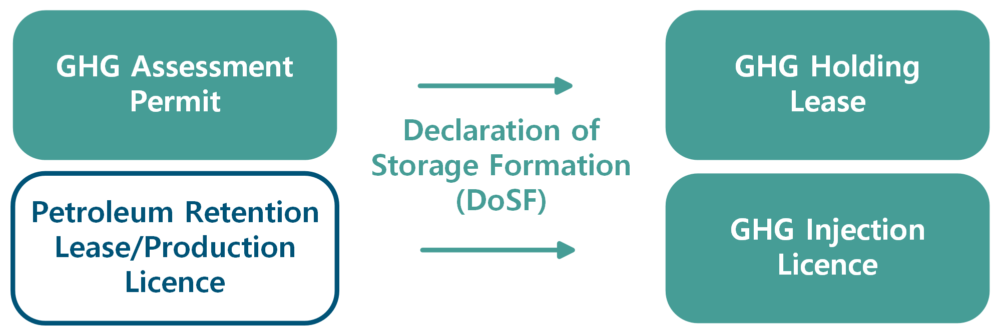 GHG Assessment
Permit
Petroleum Retention
Lease/Production
Licence
Declaration of
Storage Formation
(DoSF)
GHG Holding
Lease
GHG Injection
Licence